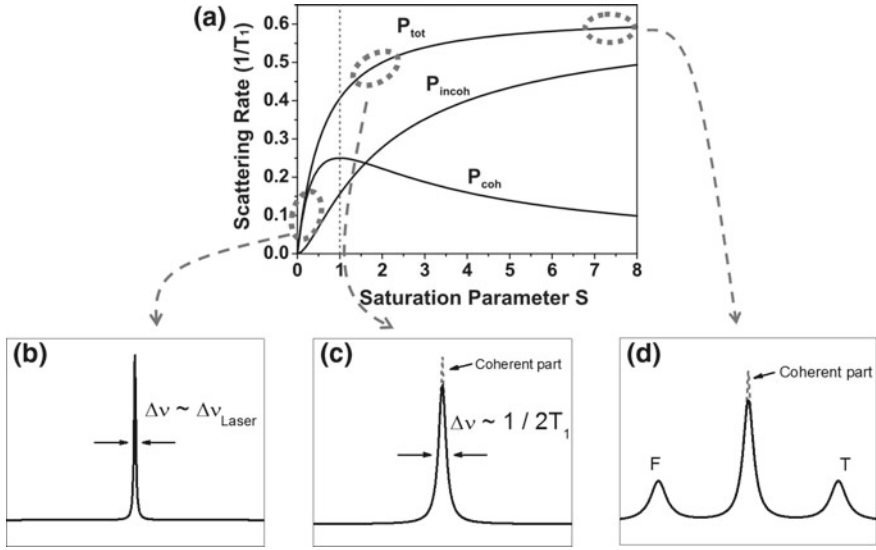 (a)
Scattering Rate (1/T₁)
0.6
0.5
0.4
0.3
0.2
0.1
0.0
P_tot
P_incoh
P_coh
0 1 2 3 4 5 6 7 8
Saturation Parameter S
(b)
Δν ~ Δν_Laser
(c)
Coherent part
Δν ~ 1 / 2T₁
(d)
Coherent part
F
T